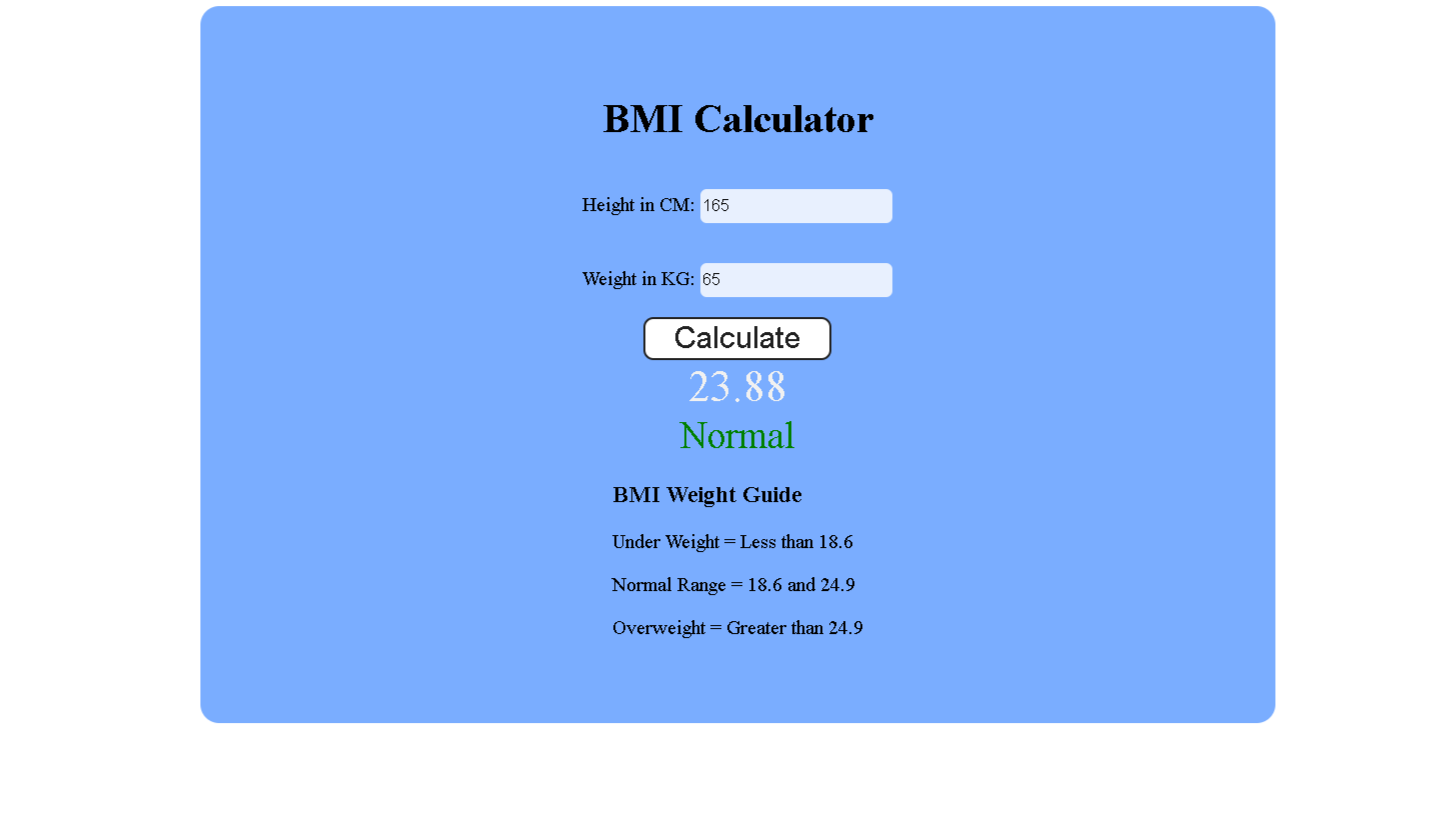 BMI Calculator
Height in CM: 165
Weight in KG: 65
Calculate
23.88
Normal
BMI Weight Guide
Under Weight = Less than 18.6
Normal Range = 18.6 and 24.9
Overweight = Greater than 24.9